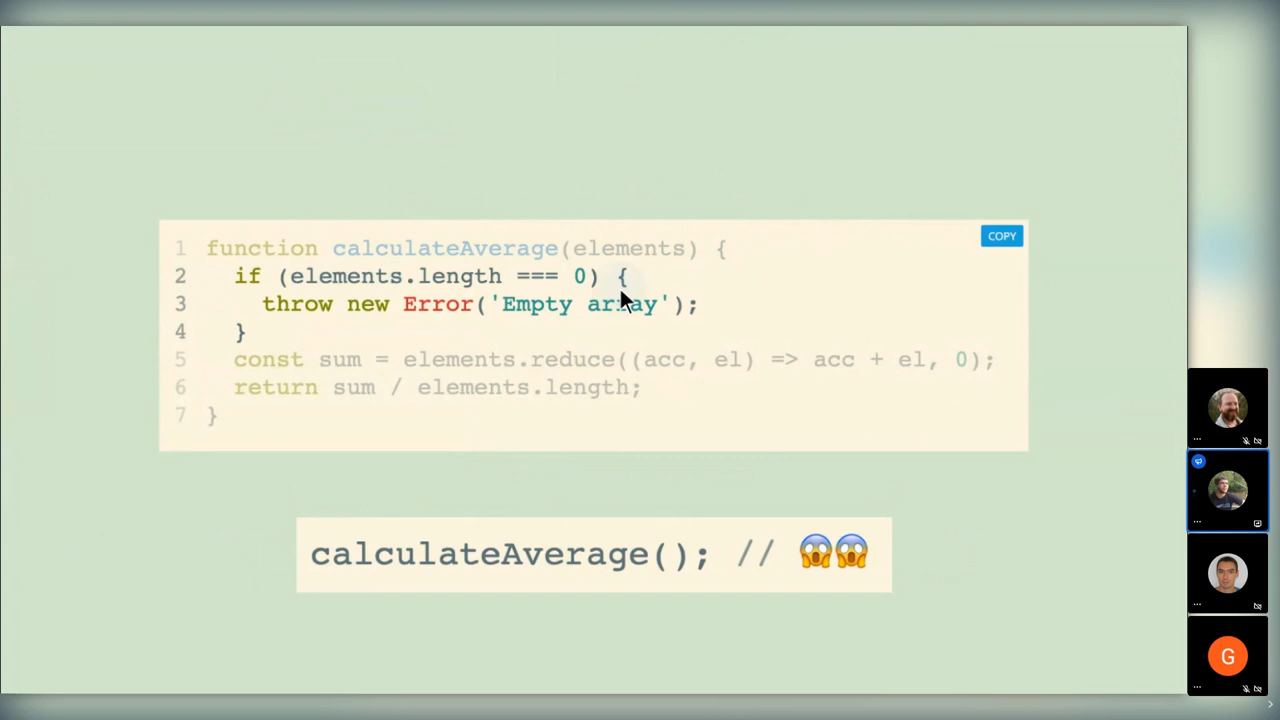 COPY
1 function calculateAverage(elements) {
2 if (elements.length === 0) {
3 throw new Error('Empty array');
4 }
5 const sum = elements.reduce((acc, el) => acc + el, 0);
6 return sum / elements.length;
7 }
calculateAverage(); // 😱😱
G